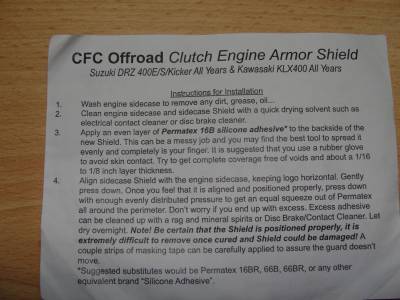 CFC Offroad Clutch Engine Armor Shield
Suzuki DRZ 400E/S/Kicker All Years & Kawasaki KLX400 All Years
Instructions for Installation
1. Wash engine sidecase to remove any dirt, grease, oil...
2. Clean engine sidecase and sidecase Shield with a quick drying solvent such as
electrical contact cleaner or disc brake cleaner.
3. Apply an even layer of Permatex 16B silicone adhesive* to the backside of the
new Shield. This can be a messy job and you may find the best tool to spread it
evenly and completely is your finger. It is suggested that you use a rubber glove
to avoid skin contact. Try to get complete coverage free of voids and about a 1/16
to 1/8 inch layer thickness.
4. Align sidecase Shield with the engine sidecase, keeping logo horizontal. Gently
press down. Once you feel that it is aligned and positioned properly, press down
with enough evenly distributed pressure to get an equal squeeze out of Permatex
all around the perimeter. Don't worry if you end up with excess. Excess adhesive
can be cleaned up with a rag and mineral spirits or Disc Brake/Contact Cleaner. Let
dry overnight. Note! Be certain that the Shield is positioned properly, it is
extremely difficult to remove once cured and Shield could be damaged! A
couple strips of masking tape can be carefully applied to assure the guard doesn't
move.
*Suggested substitutes would be Permatex 16BR, 66B, 66BR, or any other
equivalent brand "Silicone Adhesive".